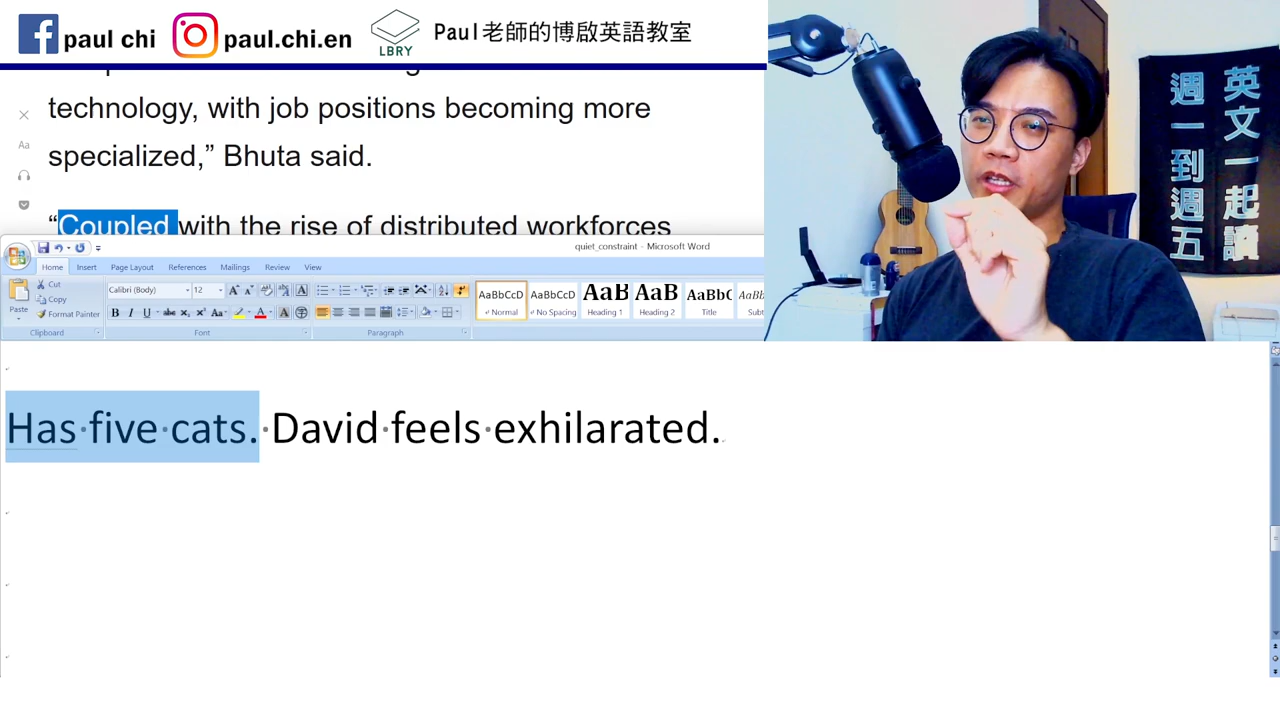 paul chi
paul.chi.en
LBRY
Paul老師的博啟英語教室
technology, with job positions becoming more
specialized,” Bhuta said.
“Coupled with the rise of distributed workforces
Aa
quiet_constraint - Microsoft Word
Home Insert Page Layout References Mailings Review View
Paste
Cut
Copy
Format Painter
Clipboard
Calibri (Body) 12
Font
Paragraph
AaBbCcD AaBbCcD AaBb AaB AaBbC
Normal No Spacing Heading 1 Heading 2 Title Subt
Has five cats. David feels exhilarated.
英文一起讀
週一到週五